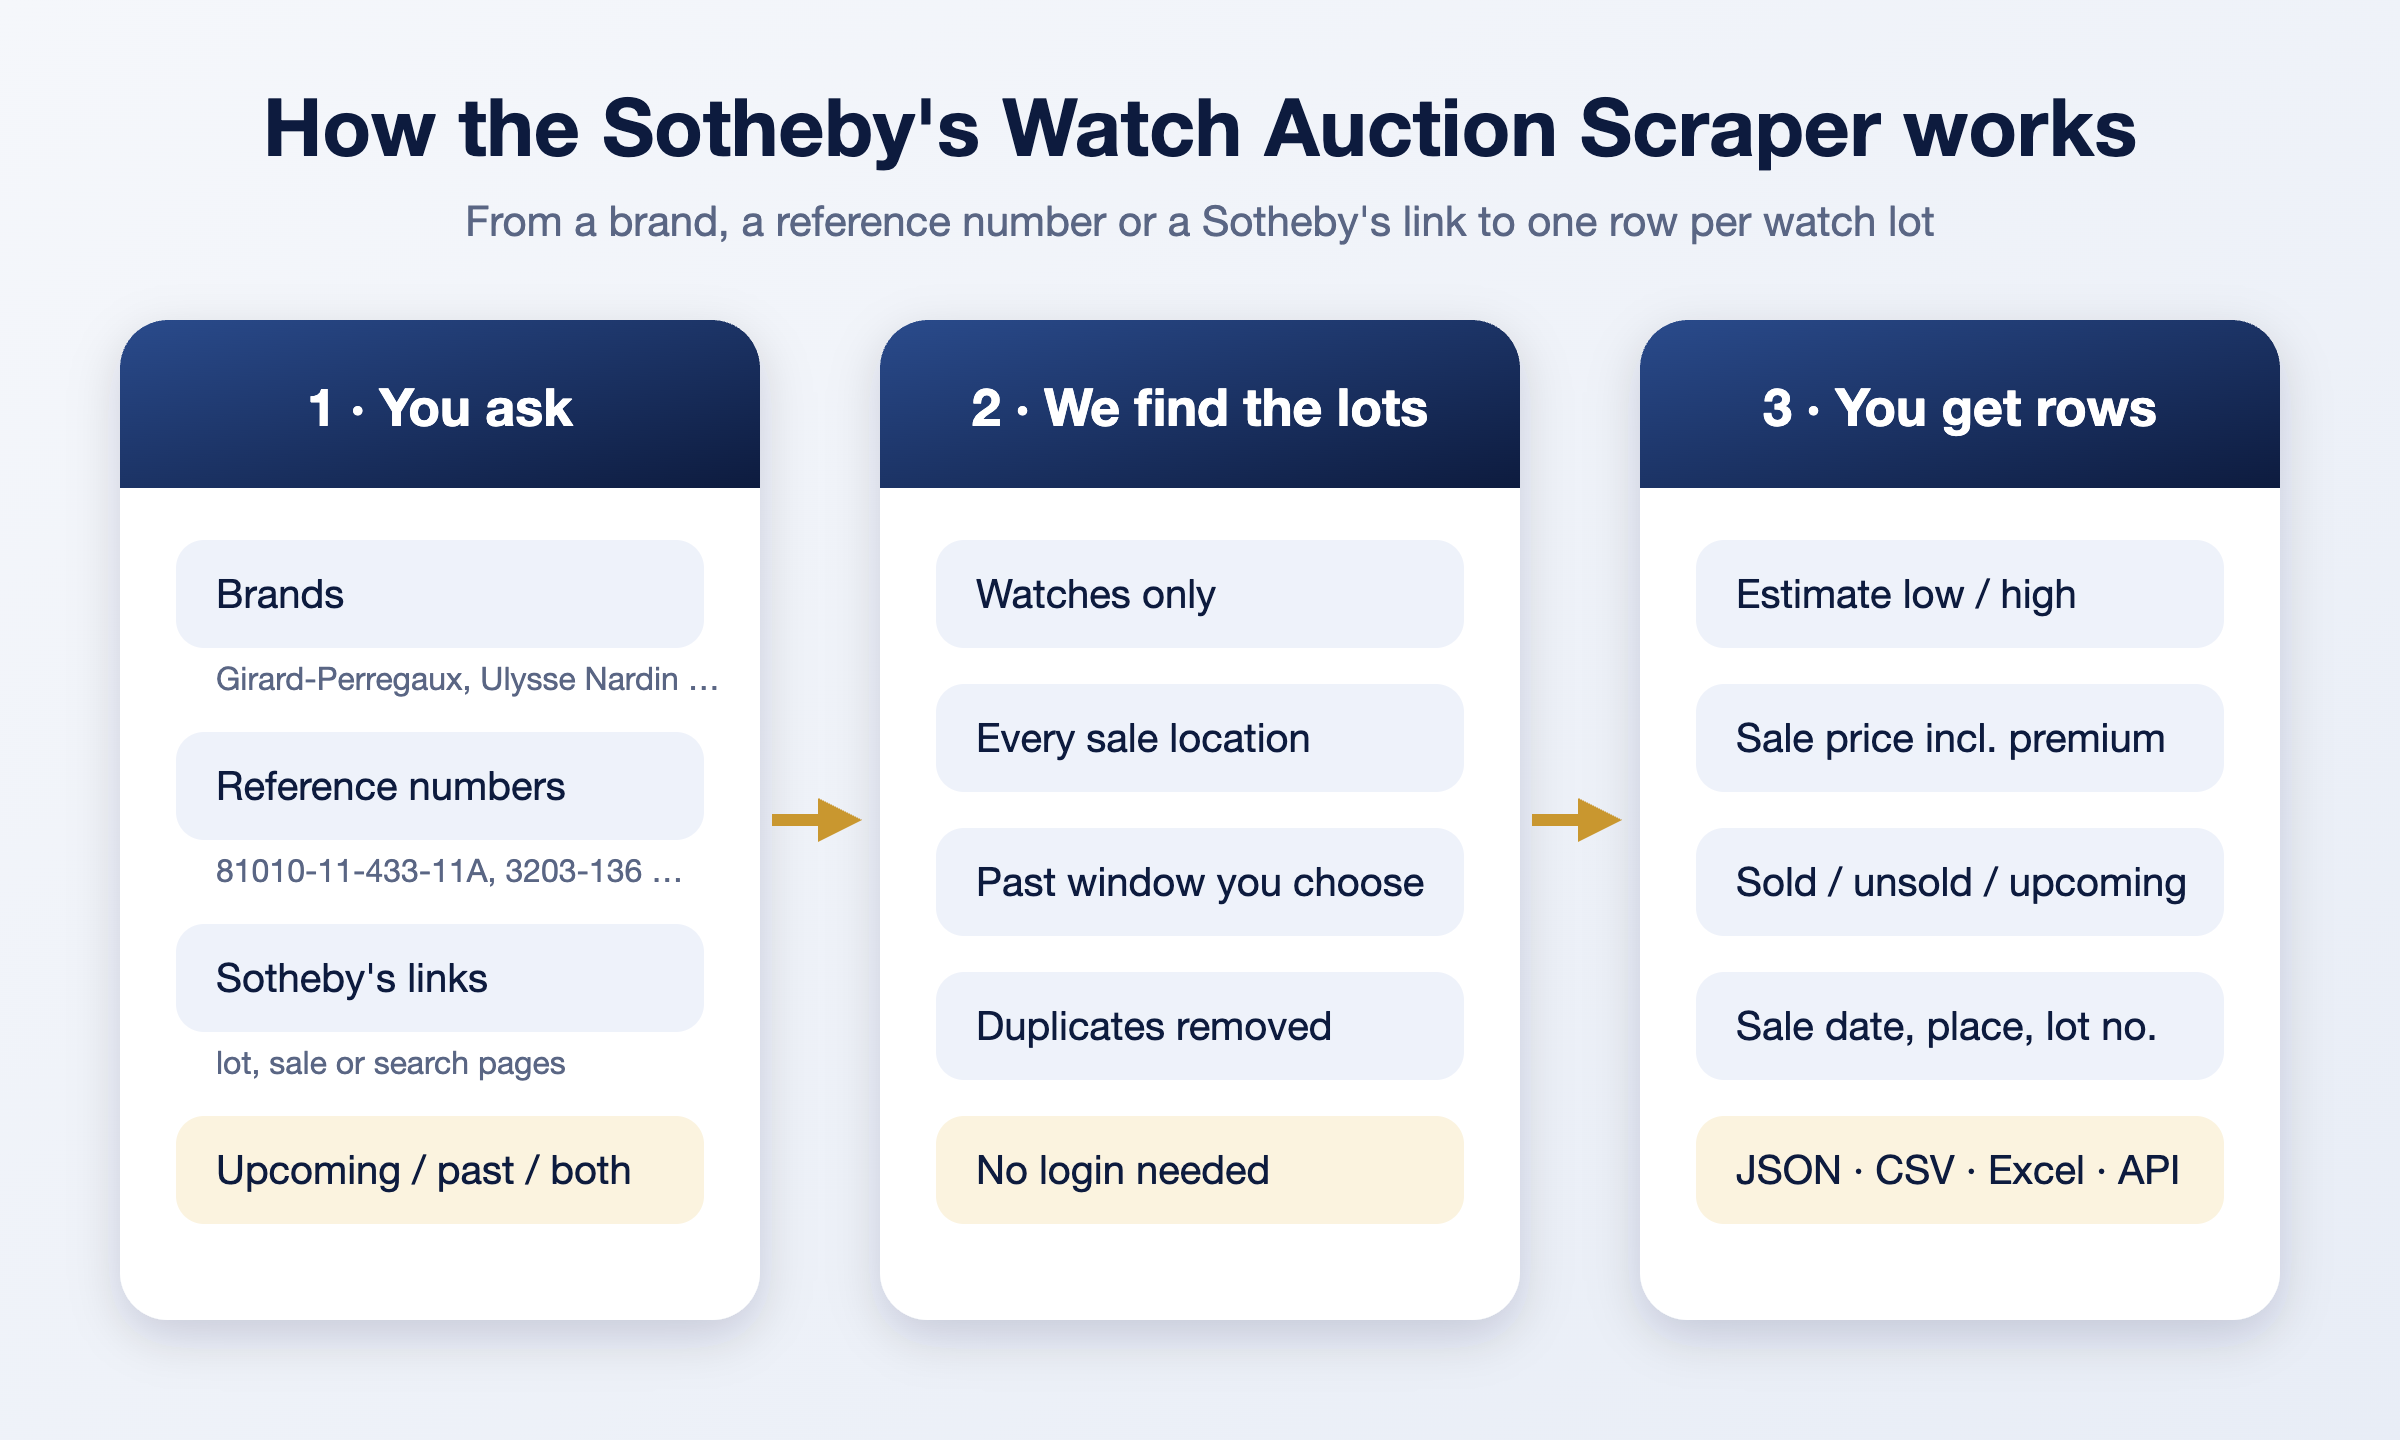 How the Sotheby's Watch Auction Scraper works
From a brand, a reference number or a Sotheby's link to one row per watch lot
1 · You ask
Brands
Girard-Perregaux, Ulysse Nardin ...
Reference numbers
81010-11-433-11A, 3203-136 ...
Sotheby's links
lot, sale or search pages
Upcoming / past / both
2 · We find the lots
Watches only
Every sale location
Past window you choose
Duplicates removed
No login needed
3 · You get rows
Estimate low / high
Sale price incl. premium
Sold / unsold / upcoming
Sale date, place, lot no.
JSON · CSV · Excel · API